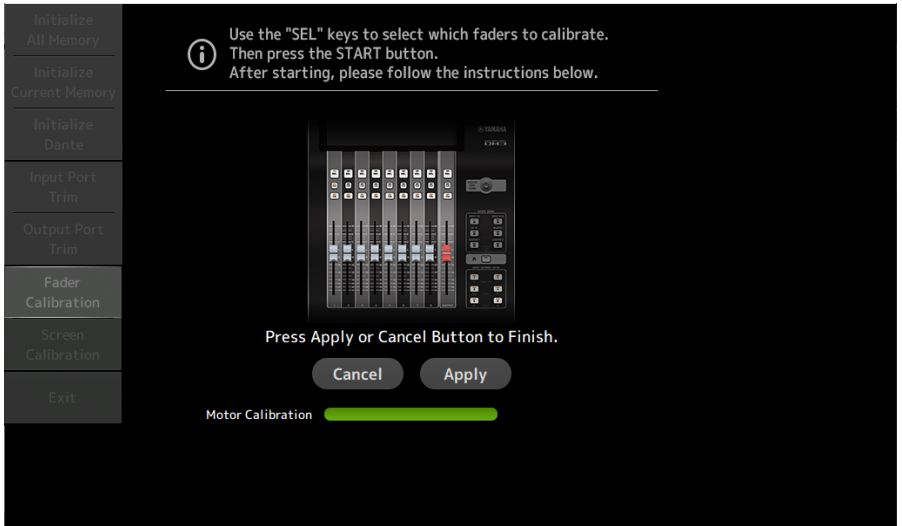 Initialize
All Memory
Initialize
Current Memory
Initialize
Dante
Input Port
Trim
Output Port
Trim
Fader
Calibration
Screen
Calibration
Exit
Use the "SEL" keys to select which faders to calibrate.
Then press the START button.
After starting, please follow the instructions below.
YAMAHA
Press Apply or Cancel Button to Finish.
Cancel
Apply
Motor Calibration